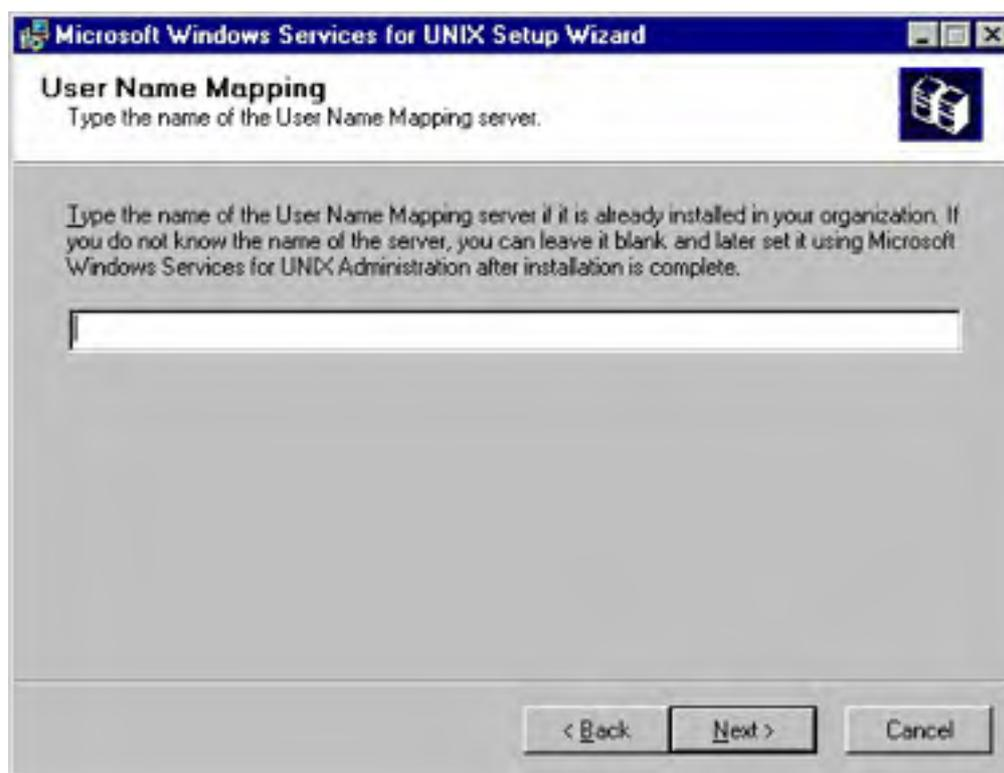 Microsoft Windows Services for UNIX Setup Wizard
User Name Mapping
Type the name of the User Name Mapping server.
Type the name of the User Name Mapping server if it is already installed in your organization. If
you do not know the name of the server, you can leave it blank and later set it using Microsoft
Windows Services for UNIX Administration after installation is complete.
< Back Next > Cancel